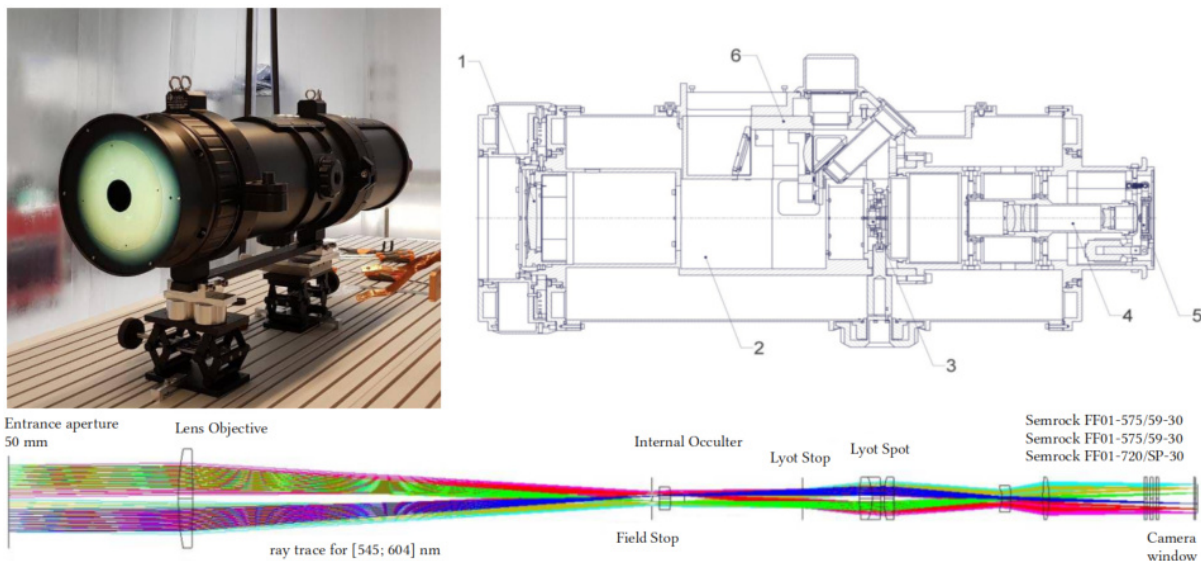 1
6
5
4
2
3
Entrance aperture
50 mm
Lens Objective
Internal Occulter
Lyot Stop
Lyot Spot
Semrock FF01-575/59-30
Semrock FF01-575/59-30
Semrock FF01-720/SP-30
ray trace for [545; 604] nm
Field Stop
Camera
window